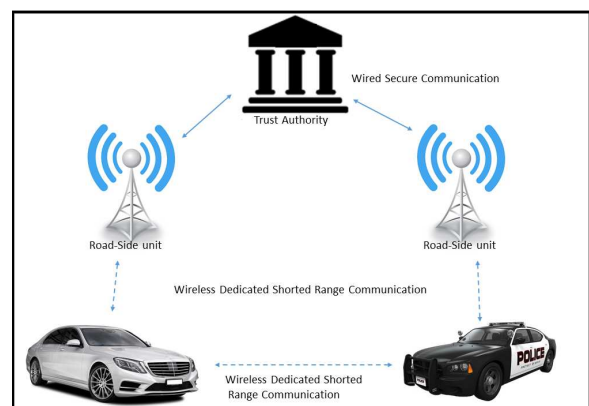 Wired Secure Communication
Trust Authority
Road-Side unit
Road-Side unit
Wireless Dedicated Shorted Range Communication
POLICE
Wireless Dedicated Shorted
Range Communication